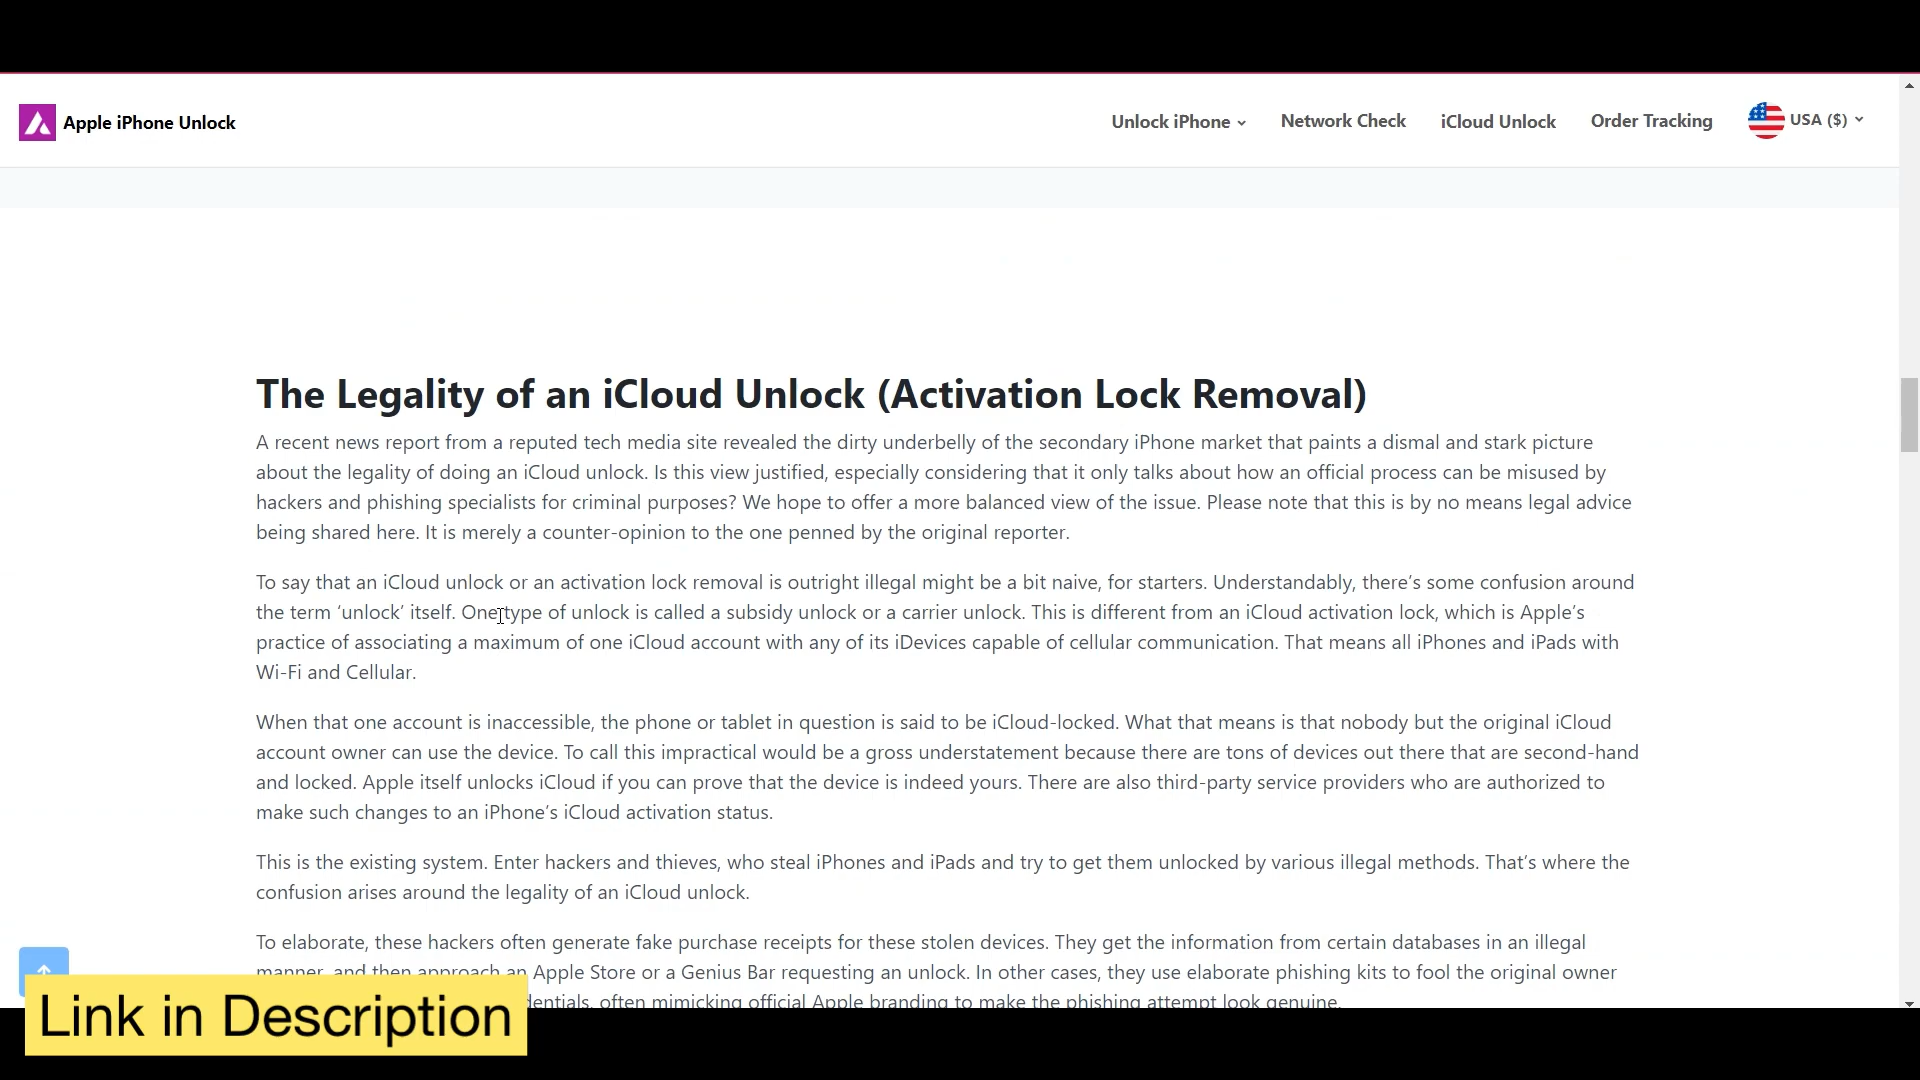 Apple iPhone Unlock
Unlock iPhone
Network Check
iCloud Unlock
Order Tracking
USA ($)
The Legality of an iCloud Unlock (Activation Lock Removal)
A recent news report from a reputed tech media site revealed the dirty underbelly of the secondary iPhone market that paints a dismal and stark picture
about the legality of doing an iCloud unlock. Is this view justified, especially considering that it only talks about how an official process can be misused by
hackers and phishing specialists for criminal purposes? We hope to offer a more balanced view of the issue. Please note that this is by no means legal advice
being shared here. It is merely a counter-opinion to the one penned by the original reporter.
To say that an iCloud unlock or an activation lock removal is outright illegal might be a bit naive, for starters. Understandably, there’s some confusion around
the term ‘unlock’ itself. One type of unlock is called a subsidy unlock or a carrier unlock. This is different from an iCloud activation lock, which is Apple’s
practice of associating a maximum of one iCloud account with any of its iDevices capable of cellular communication. That means all iPhones and iPads with
Wi-Fi and Cellular.
When that one account is inaccessible, the phone or tablet in question is said to be iCloud-locked. What that means is that nobody but the original iCloud
account owner can use the device. To call this impractical would be a gross understatement because there are tons of devices out there that are second-hand
and locked. Apple itself unlocks iCloud if you can prove that the device is indeed yours. There are also third-party service providers who are authorized to
make such changes to an iPhone’s iCloud activation status.
This is the existing system. Enter hackers and thieves, who steal iPhones and iPads and try to get them unlocked by various illegal methods. That’s where the
confusion arises around the legality of an iCloud unlock.
To elaborate, these hackers often generate fake purchase receipts for these stolen devices. They get the information from certain databases in an illegal
manner, and then approach an Apple Store or a Genius Bar requesting an unlock. In other cases, they use elaborate phishing kits to fool the original owner
dentials, often mimicking official Apple branding to make the phishing attempt look genuine.
Link in Description